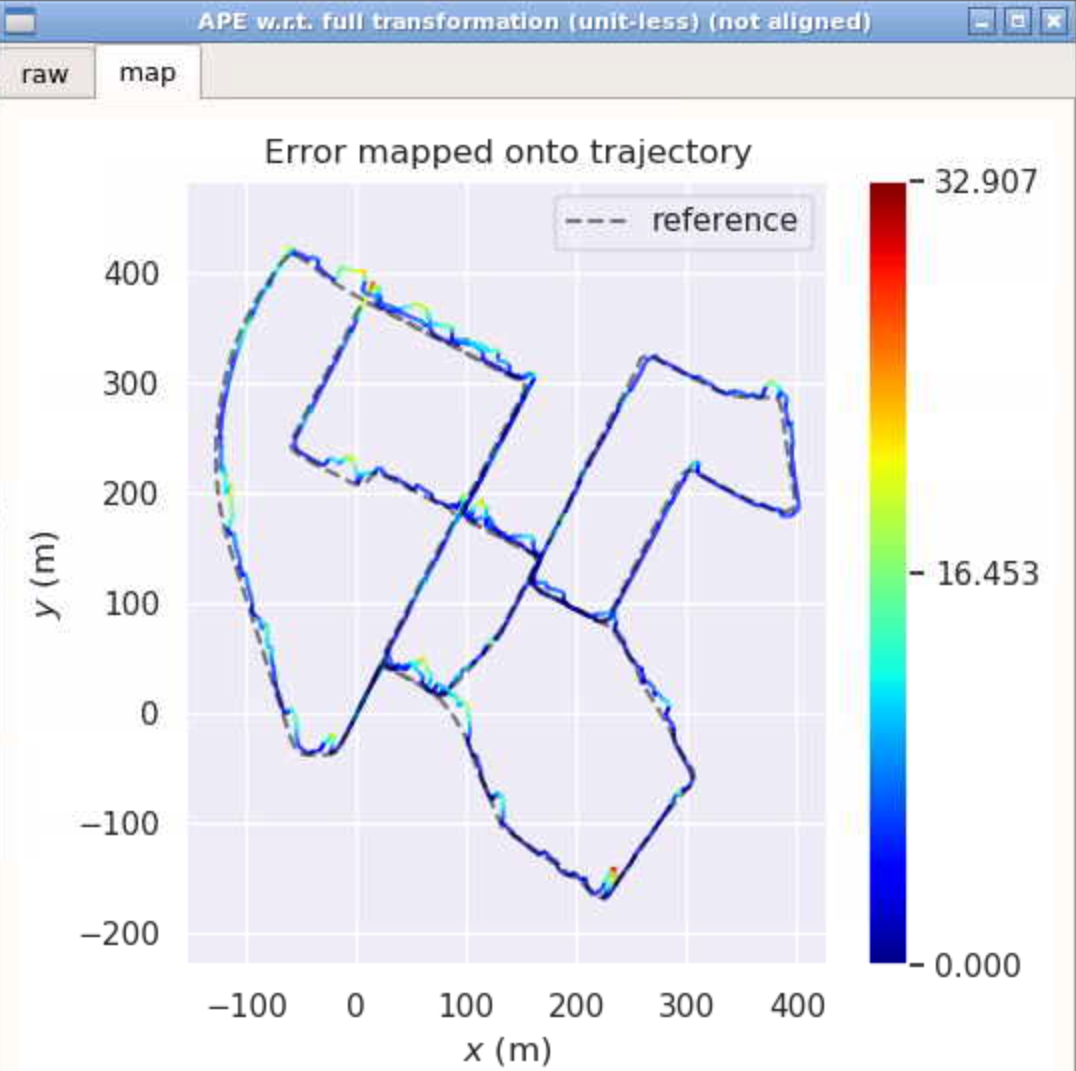 APE w.r.t. full transformation (unit-less) (not aligned)
raw map
Error mapped onto trajectory
reference
32.907
16.453
0.000
400
300
200
100
0
−100
−200
y (m)
−100 0 100 200 300 400
x (m)